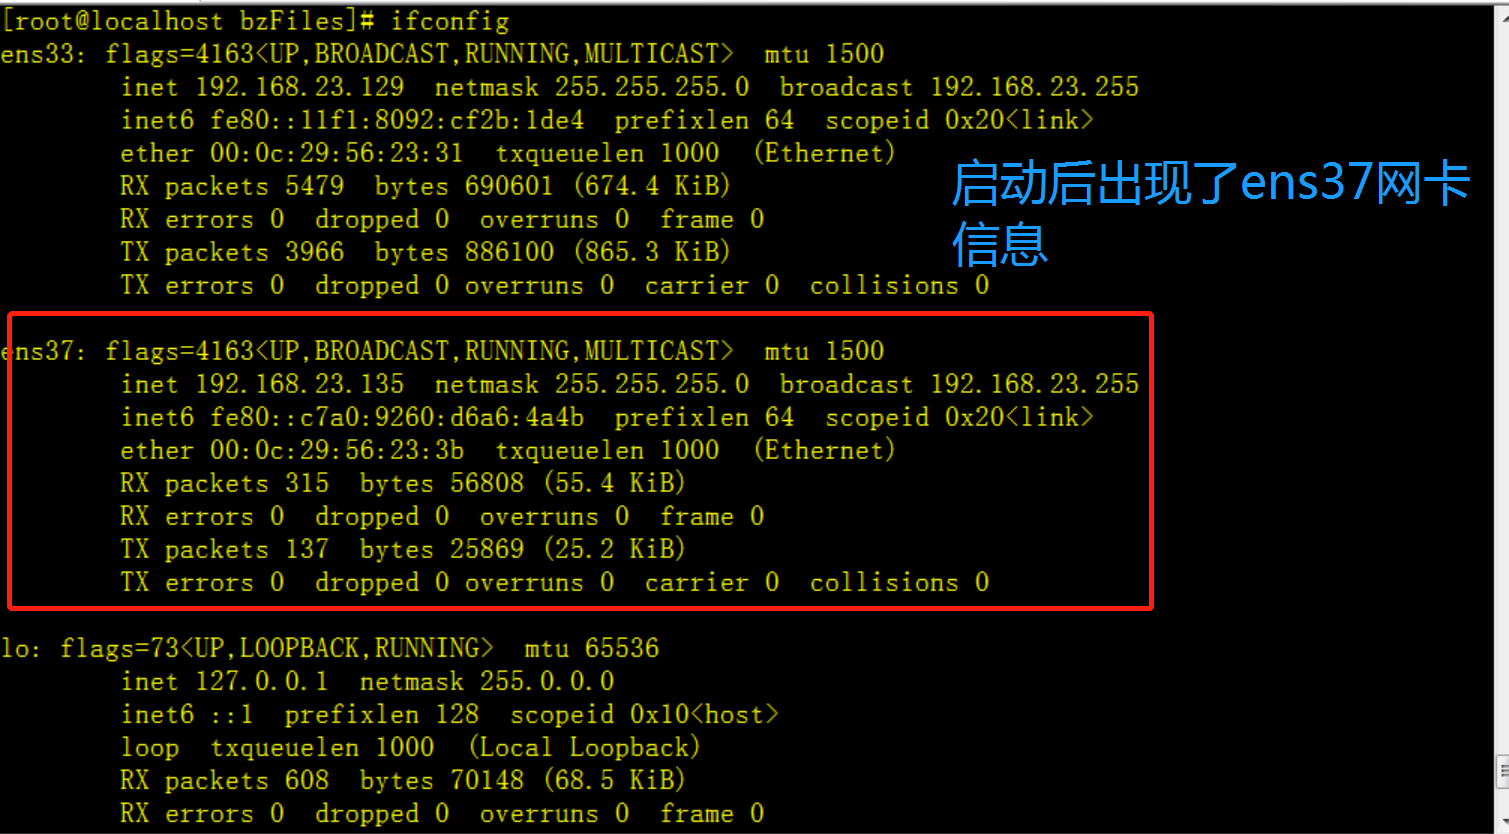 [root@localhost bzFiles]# ifconfig
ens33: flags=4163<UP,BROADCAST,RUNNING,MULTICAST>  mtu 1500
        inet 192.168.23.129  netmask 255.255.255.0  broadcast 192.168.23.255
        inet6 fe80::11f1:8092:cf2b:1de4  prefixlen 64  scopeid 0x20<link>
        ether 00:0c:29:56:23:31  txqueuelen 1000  (Ethernet)
        RX packets 5479  bytes 690601 (674.4 KiB)
        RX errors 0  dropped 0  overruns 0  frame 0
        TX packets 3966  bytes 886100 (865.3 KiB)
        TX errors 0  dropped 0 overruns 0  carrier 0  collisions 0
启动后出现了ens37网卡
信息
ens37: flags=4163<UP,BROADCAST,RUNNING,MULTICAST>  mtu 1500
        inet 192.168.23.135  netmask 255.255.255.0  broadcast 192.168.23.255
        inet6 fe80::c7a0:9260:d6a6:4a4b  prefixlen 64  scopeid 0x20<link>
        ether 00:0c:29:56:23:3b  txqueuelen 1000  (Ethernet)
        RX packets 315  bytes 56808 (55.4 KiB)
        RX errors 0  dropped 0  overruns 0  frame 0
        TX packets 137  bytes 25869 (25.2 KiB)
        TX errors 0  dropped 0 overruns 0  carrier 0  collisions 0
lo: flags=73<UP,LOOPBACK,RUNNING>  mtu 65536
        inet 127.0.0.1  netmask 255.0.0.0
        inet6 ::1  prefixlen 128  scopeid 0x10<host>
        loop  txqueuelen 1000  (Local Loopback)
        RX packets 608  bytes 70148 (68.5 KiB)
        RX errors 0  dropped 0  overruns 0  frame 0